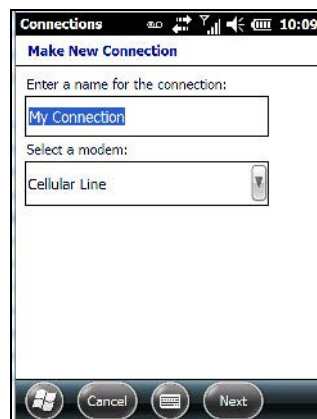 Connections 10:09
Make New Connection
Enter a name for the connection:
My Connection
Select a modem:
Cellular Line
Cancel Next